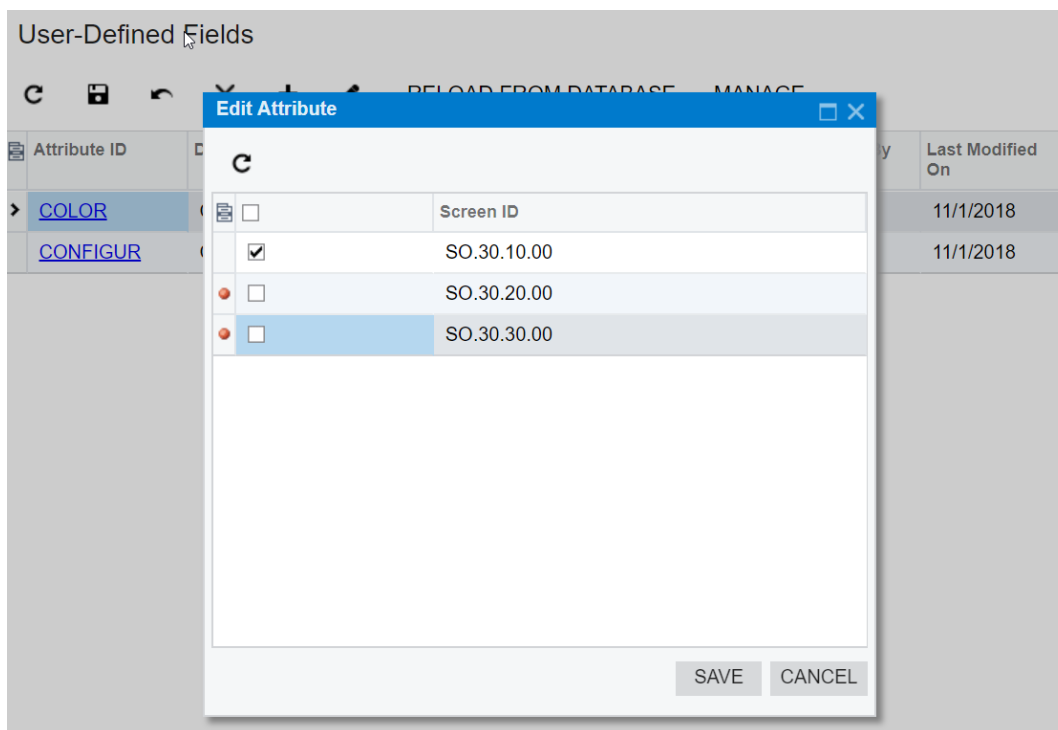 User-Defined Fields
RELOAD FROM DATABASE MANAGE
Edit Attribute
Attribute ID
Last Modified
On
Screen ID
COLOR
11/1/2018
CONFIGUR
11/1/2018
SO.30.10.00
SO.30.20.00
SO.30.30.00
SAVE CANCEL